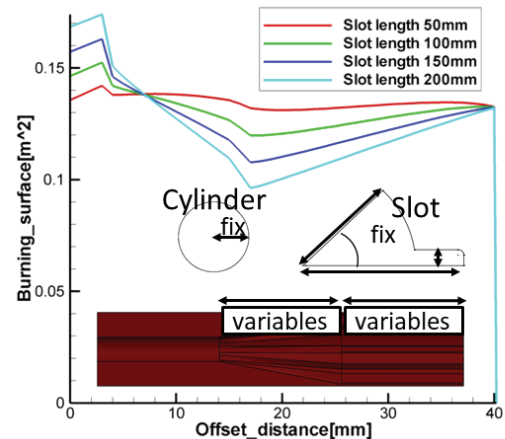 Slot length 50mm
Slot length 100mm
Slot length 150mm
Slot length 200mm
Burning_surface[m^2]
0.15
0.1
0.05
0
Cylinder
fix
Slot
fix
variables
variables
0
10
20
30
40
Offset_distance[mm]